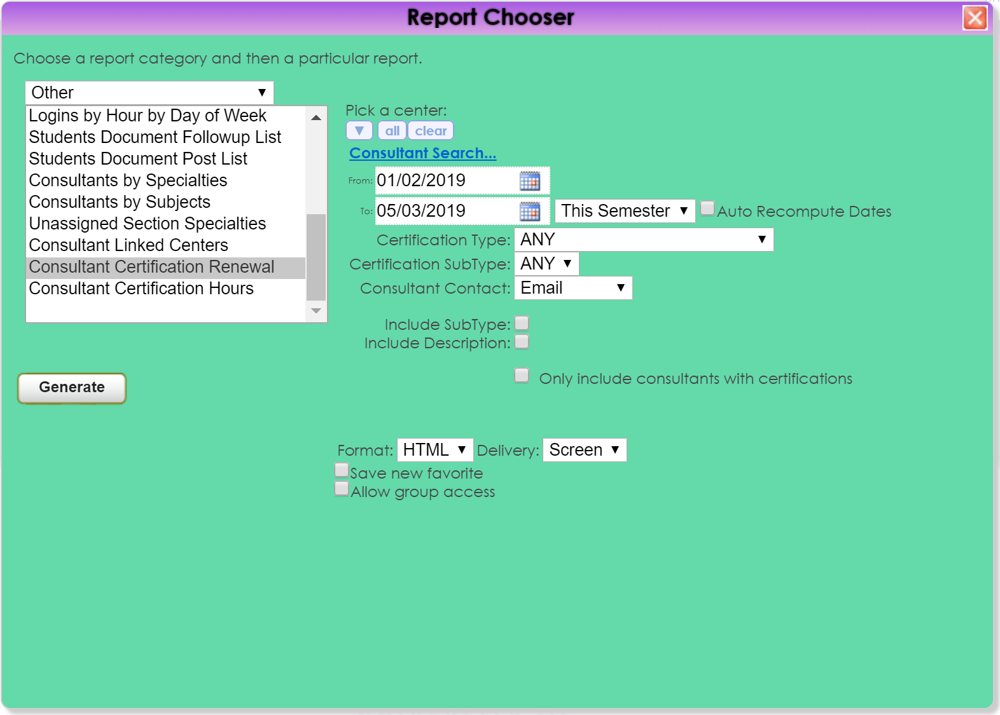 Report Chooser
Choose a report category and then a particular report.
Other
Logins by Hour by Day of Week
Students Document Followup List
Students Document Post List
Consultants by Specialties
Consultants by Subjects
Unassigned Section Specialties
Consultant Linked Centers
Consultant Certification Renewal
Consultant Certification Hours
Generate
Pick a center:
all clear
Consultant Search...
From: 01/02/2019
To: 05/03/2019 This Semester Auto Recompute Dates
Certification Type: ANY
Certification SubType: ANY
Consultant Contact: Email
Include SubType:
Include Description:
Only include consultants with certifications
Format: HTML Delivery: Screen
Save new favorite
Allow group access